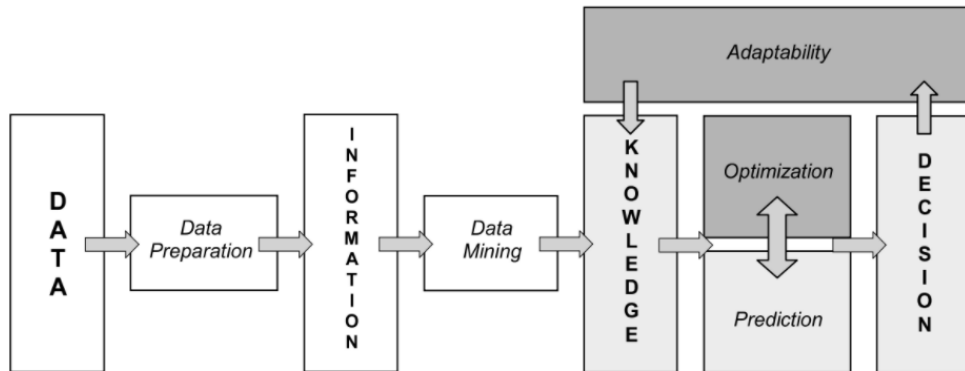 Adaptability
DATA
Data
Preparation
INFORMATION
Data
Mining
KNOWLEDGE
Optimization
Prediction
DECISION